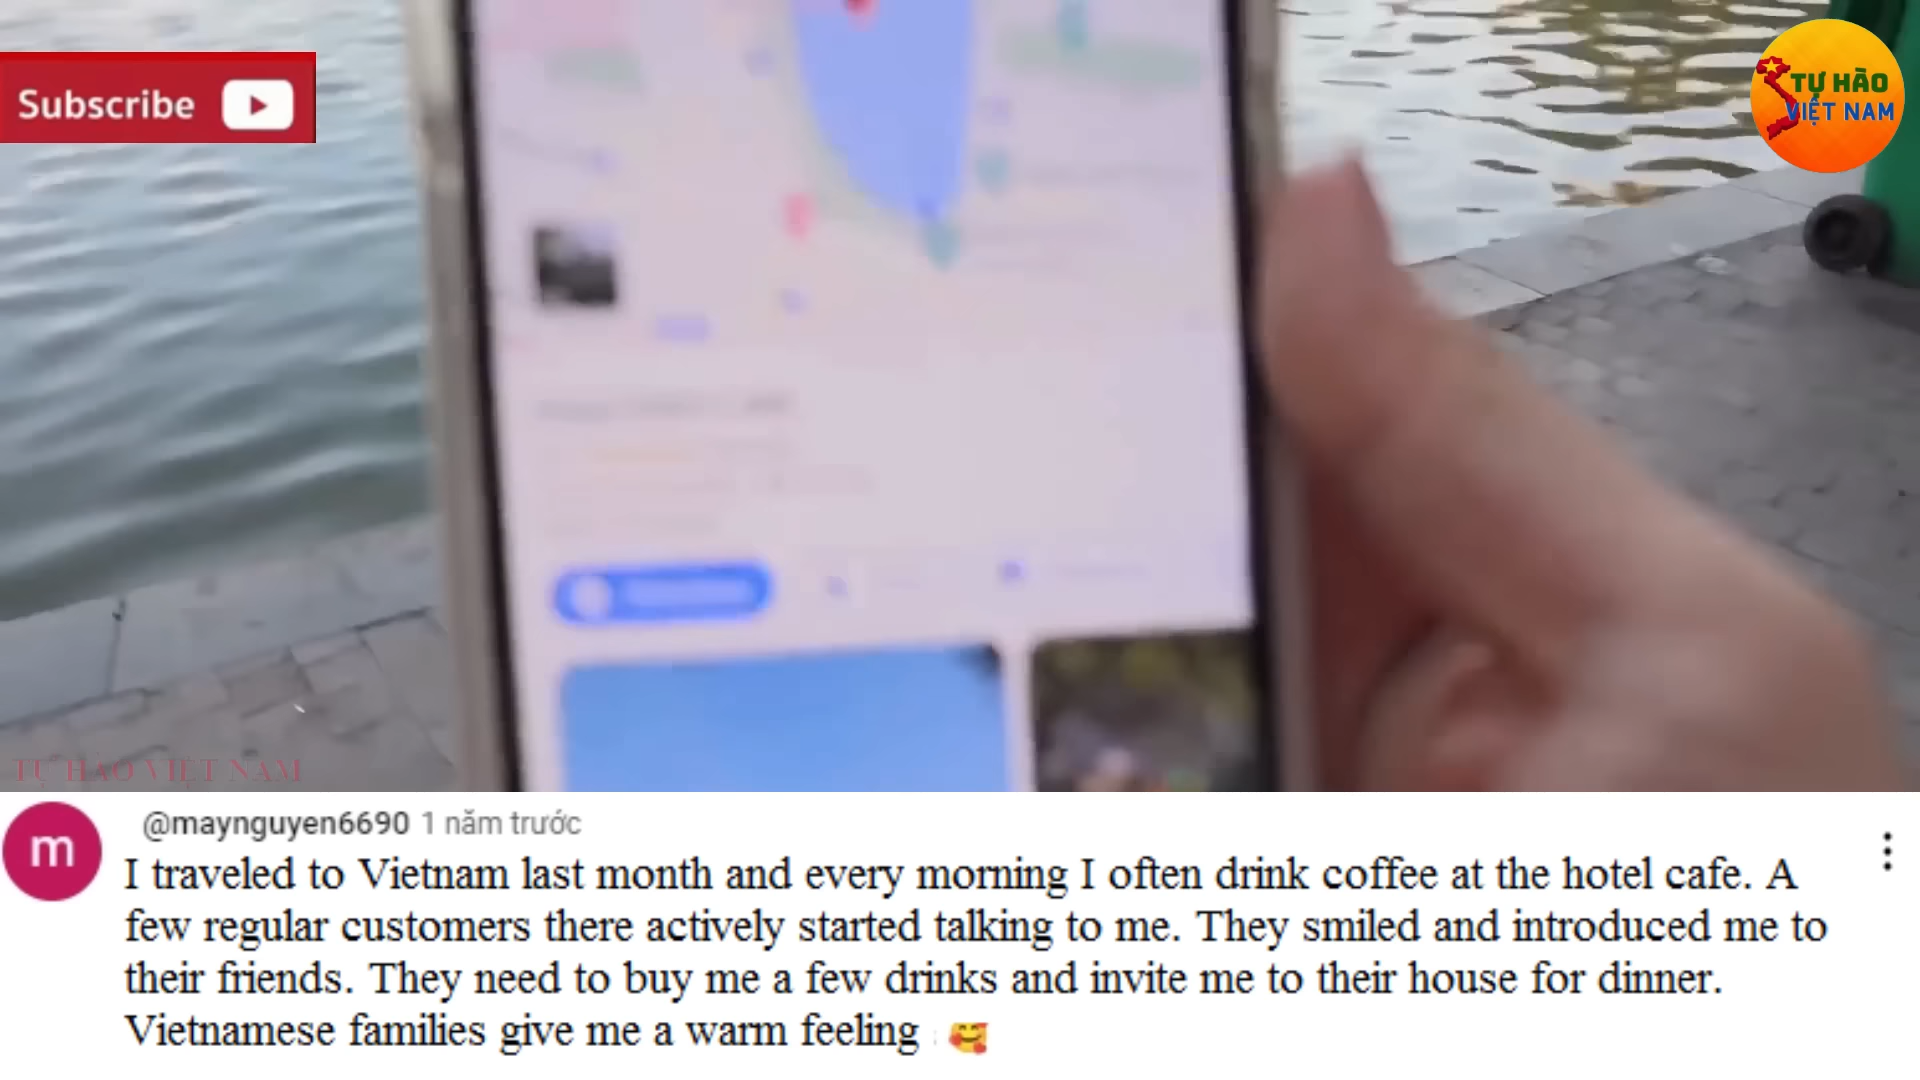 Subscribe
TỰ HÀO
VIỆT NAM
TỰ HÀO VIỆT NAM
m
@maynguyen6690 1 năm trước
I traveled to Vietnam last month and every morning I often drink coffee at the hotel cafe. A
few regular customers there actively started talking to me. They smiled and introduced me to
their friends. They need to buy me a few drinks and invite me to their house for dinner.
Vietnamese families give me a warm feeling 🥰